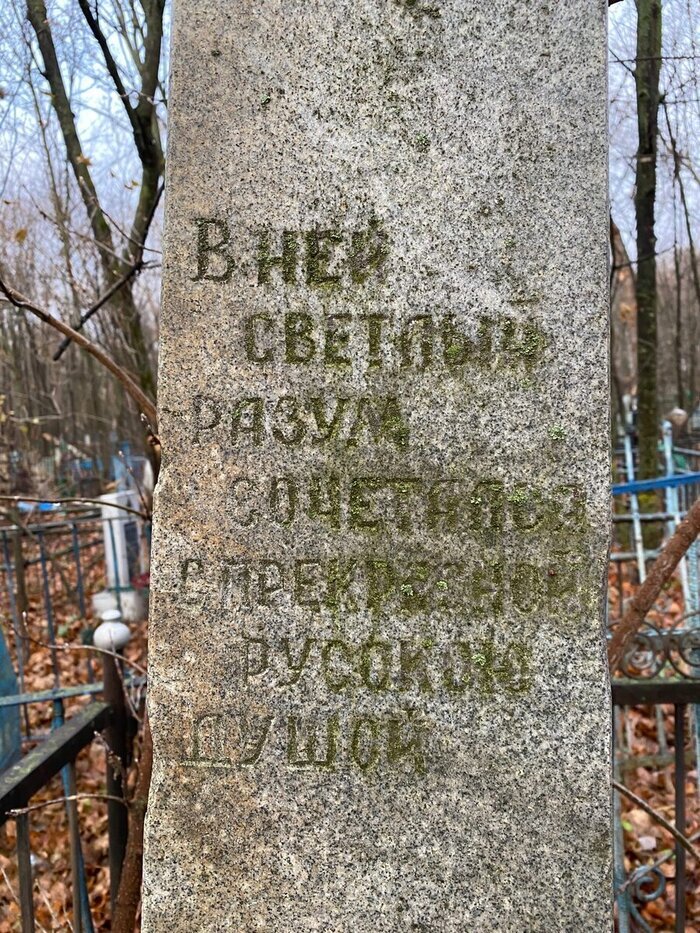 В НЕЙ
СВЕТЛЫЙ
РАЗУМ
СОЧЕТАЛСЯ
С ПРЕКРАСНОЙ
РУССКОЮ
ДУШОЙ